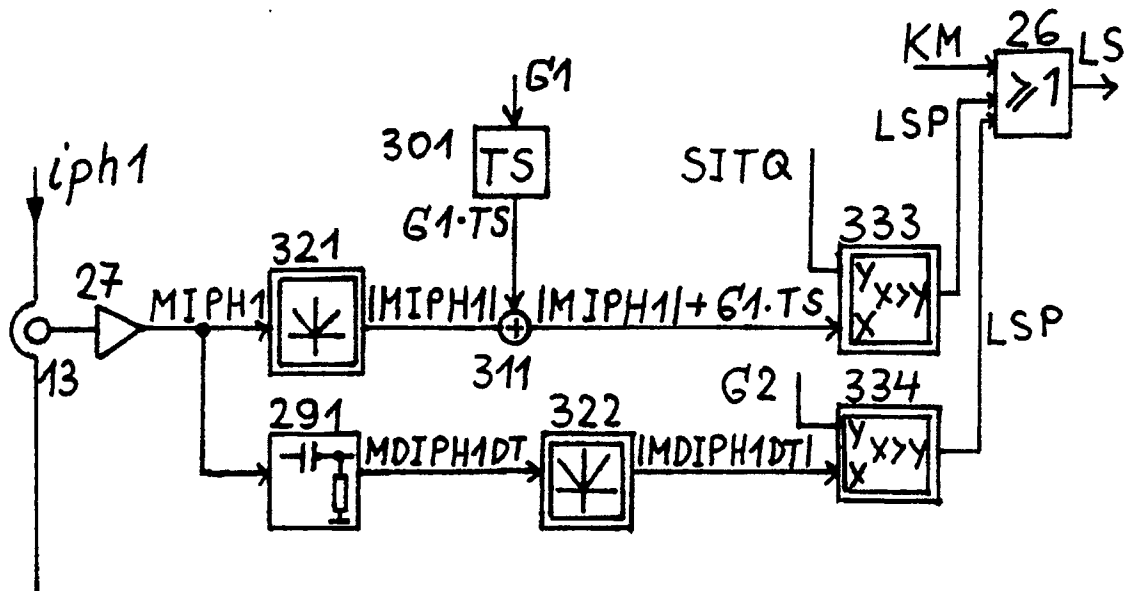 26
KM
LS
≥1
G1
301
TS
LSP
iph1
SITQ
G1·TS
333
321
27
MIPH1
|MIPH1|
|MIPH1|+G1·TS
Y
X>Y
X
LSP
13
311
G2
334
291
322
MDIPH1DT
|MDIPH1DT|
Y
X>Y
X